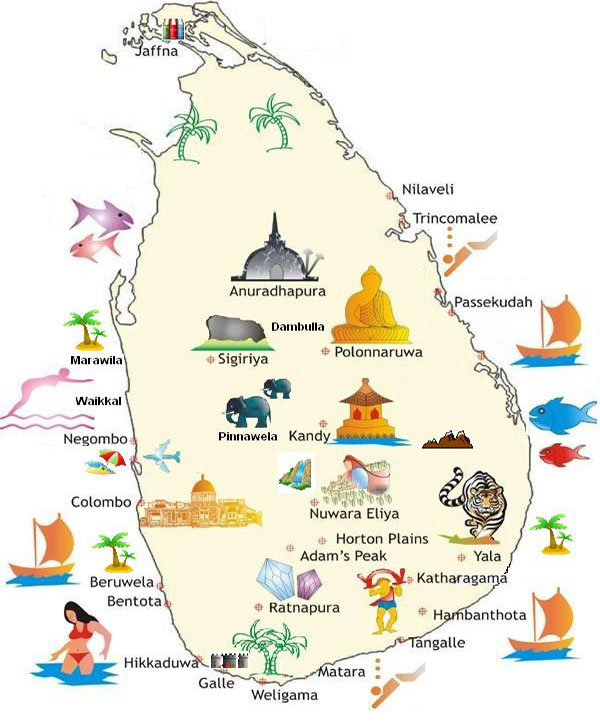 Jaffna
Nilaveli
Trincomalee
Anuradhapura
Passekudah
Dambulla
Sigiriya
Polonnaruwa
Marawila
Waikkal
Pinnawela
Kandy
Negombo
Colombo
Nuwara Eliya
Horton Plains
Adam's Peak
Yala
Beruwela
Katharagama
Bentota
Ratnapura
Hambanthota
Tangalle
Hikkaduwa
Matara
Galle
Weligama